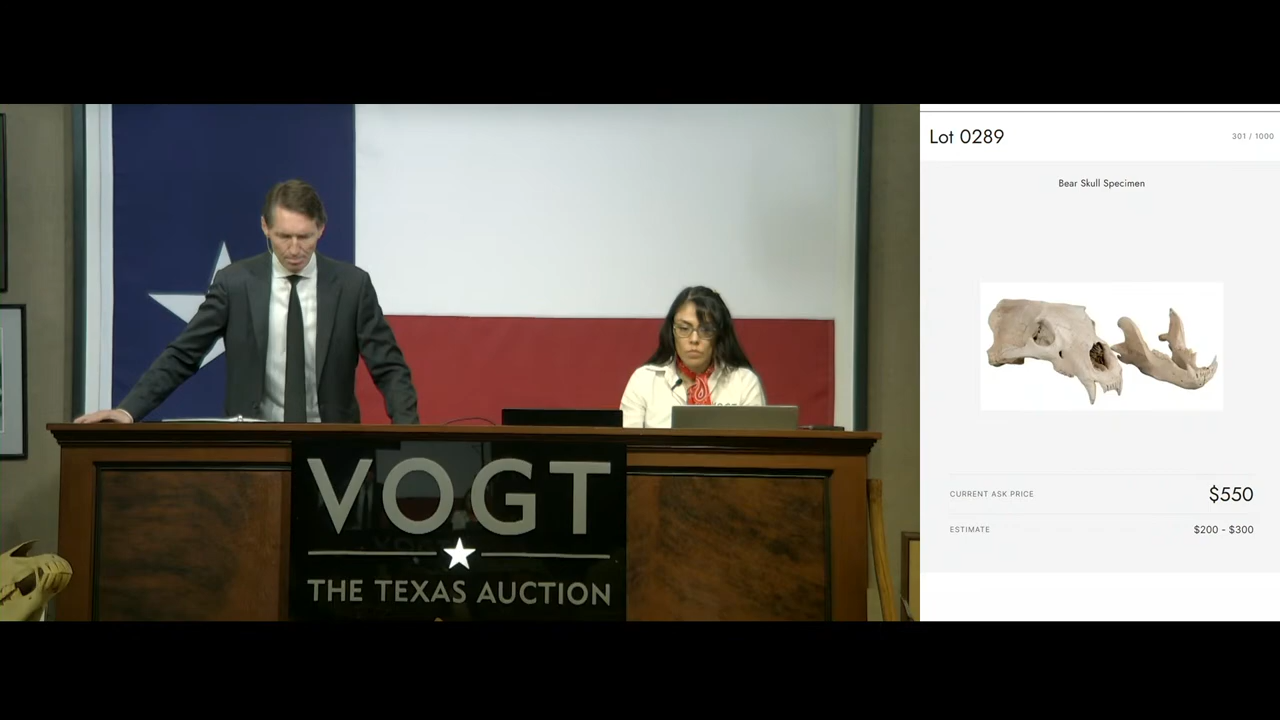 Lot 0289
301 / 1000
Bear Skull Specimen
CURRENT ASK PRICE $550
ESTIMATE $200 - $300
VOGT
THE TEXAS AUCTION